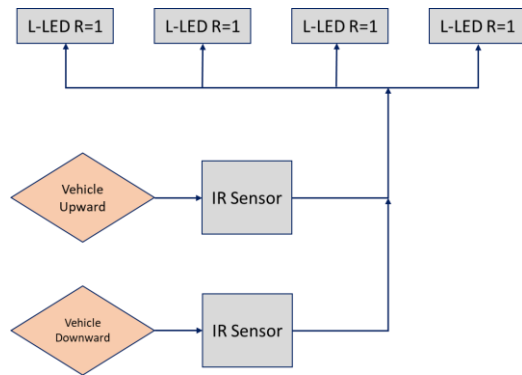 L-LED R=1
L-LED R=1
L-LED R=1
L-LED R=1
Vehicle
Upward
IR Sensor
Vehicle
Downward
IR Sensor